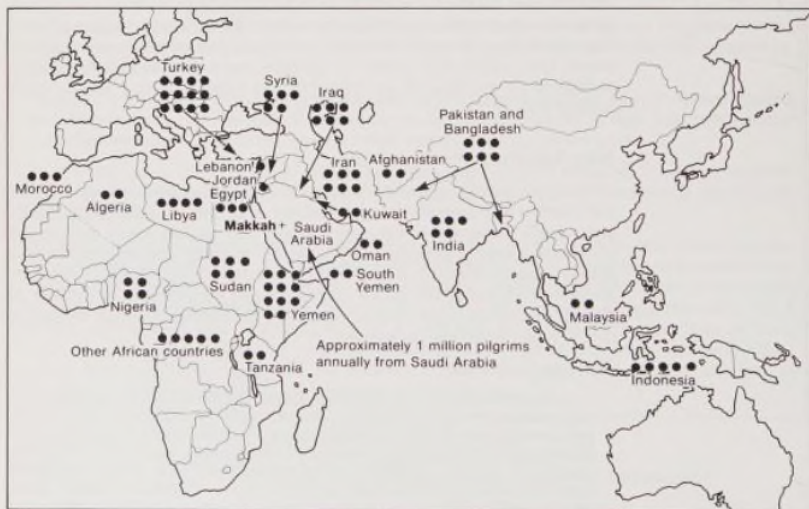 Turkey
Syria
Iraq
Pakistan and
Bangladesh
Lebanon
Jordan
Egypt
Iran
Afghanistan
Morocco
Algeria
Libya
Makkah
Saudi
Arabia
Kuwait
India
Oman
Sudan
South
Yemen
Nigeria
Yemen
Malaysia
Other African countries
Tanzania
Approximately 1 million pilgrims
annually from Saudi Arabia
Indonesia